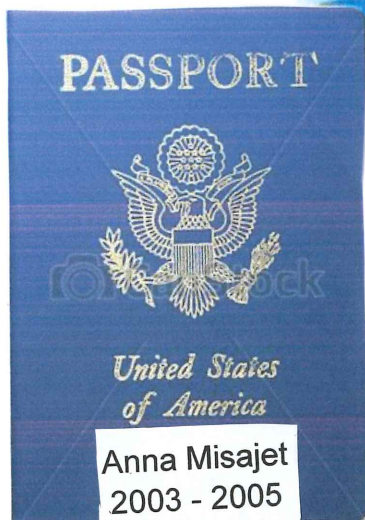 PASSPORT
United States
of America
Anna Misajet
2003 - 2005